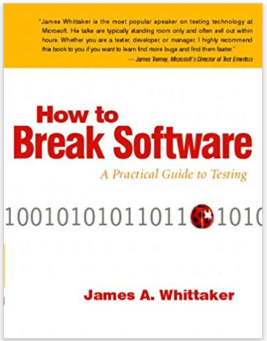 "James Whittaker is the most popular speaker on testing technology at
Microsoft. His talks are typically standing room only and often sell out within
hours. Whether you are a tester, developer, or manager, I highly recommend
this book to you if you want to learn find more bugs and find them faster."
— James Tierney, Microsoft's Director of Test Emeritus
How to
Break Software
A Practical Guide to Testing
10010101011011 1010
James A. Whittaker